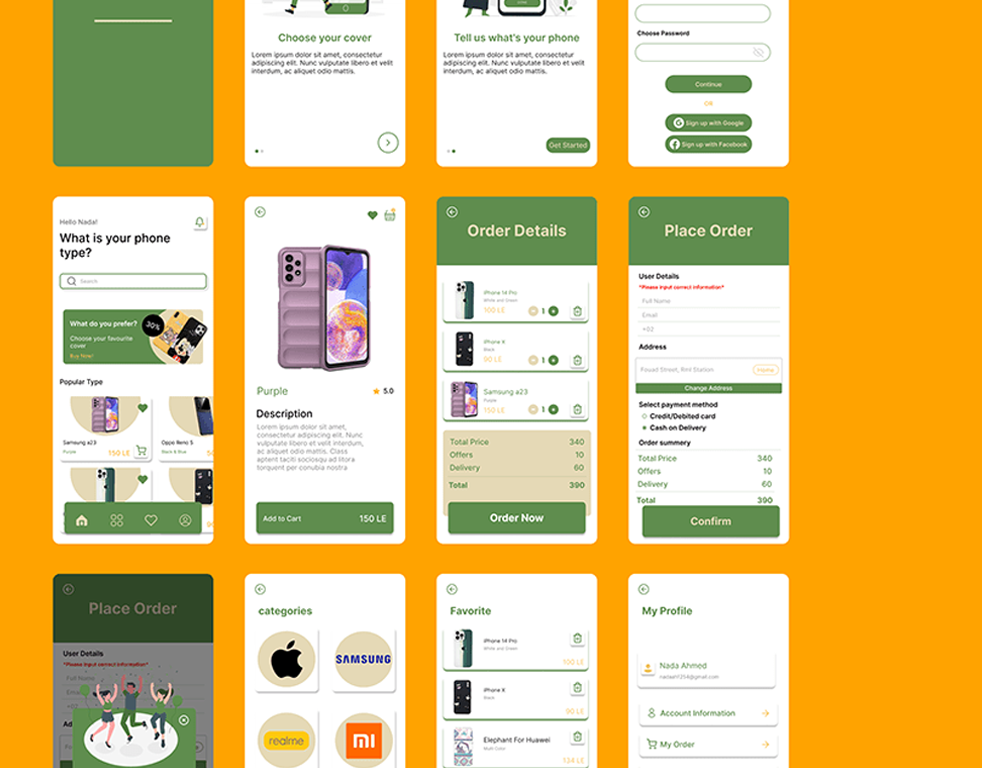 Choose your cover
Lorem ipsum dolor sit amet, consectetur
adipiscing elit. Nunc vulputate libero et velit
interdum, ac aliquet odio mattis.
Tell us what's your phone
Lorem ipsum dolor sit amet, consectetur
adipiscing elit. Nunc vulputate libero et velit
interdum, ac aliquet odio mattis.
Get Started
Choose Password
Continue
OR
Sign up with Google
Sign up with Facebook
Hello Nada!
What is your phone
type?
Search
What do you prefer?
30%
Choose your favourite
cover
Buy Now!
Popular Type
Samsung a23
Purple
150 LE
Oppo Reno 5
Black & Blue
Purple
5.0
Description
Lorem ipsum dolor sit amet, consectetur
adipiscing elit. Nunc vulputate libero et velit
interdum, ac aliquet odio mattis. Class
aptent taciti sociosqu ad litora
torquent per conubia nostra
Add to Cart
150 LE
Order Details
iPhone 14 Pro
White and Green
100 LE
1
iPhone X
Black
90 LE
1
Samsung a23
Purple
150 LE
1
Total Price 340
Offers 10
Delivery 60
Total 390
Order Now
Place Order
User Details
*Please input correct information*
Full Name
Email
+02
Address
Fouad Street, Rml Station
Home
Change Address
Select payment method
Credit/Debited card
Cash on Delivery
Order summery
Total Price 340
Offers 10
Delivery 60
Total 390
Confirm
Place Order
User Details
*Please input correct information*
Full Name
Email
categories
SAMSUNG
realme
MI
Favorite
iPhone 14 Pro
White and Green
100 LE
iPhone X
Black
90 LE
Elephant For Huawei
Multi Color
124 LE
My Profile
Nada Ahmed
Account Information
My Order